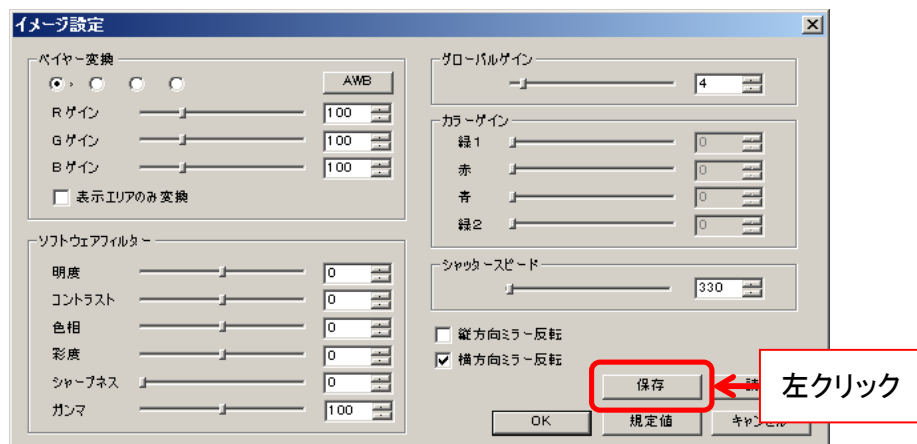 イメージ設定
ベイヤー変換
AWB
Rゲイン 100
Gゲイン 100
Bゲイン 100
表示エリアのみ変換
ソフトウェアフィルター
明度 0
コントラスト 0
色相 0
彩度 0
シャープネス 0
ガンマ 100
グローバルゲイン
4
カラーゲイン
緑1 0
赤 0
青 0
緑2 0
シャッタースピード
330
縦方向ミラー反転
横方向ミラー反転
保存
左クリック
OK
規定値